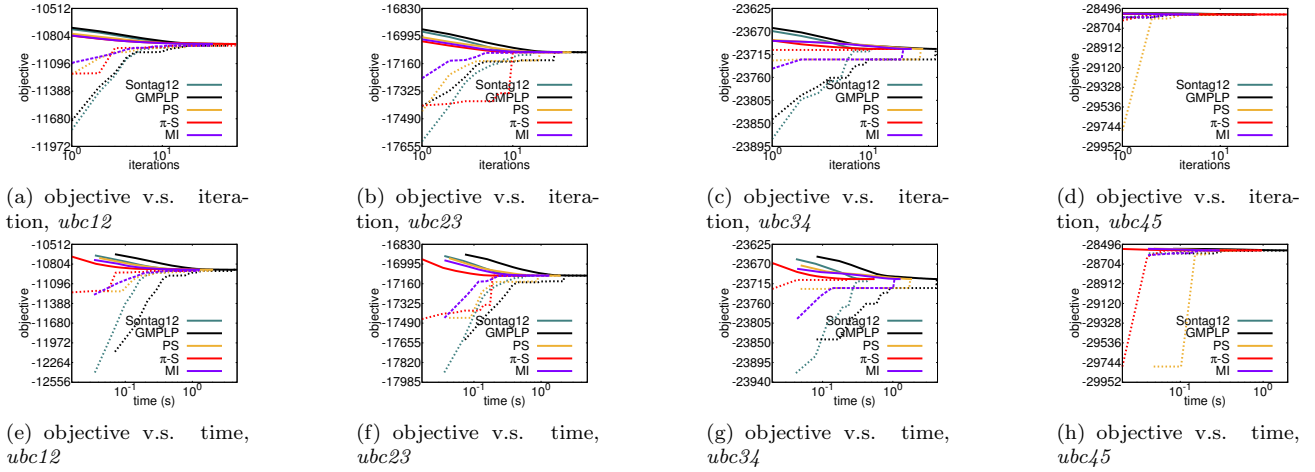 -10512
-10804
-11096
-11388
-11680
-11972
objective
10^0
10^1
iterations
Sontag12
GMPLP
PS
π-S
MI
(a) objective v.s. itera-
tion, ubc12
-16830
-16995
-17160
-17325
-17490
-17655
objective
10^0
10^1
iterations
Sontag12
GMPLP
PS
π-S
MI
(b) objective v.s. itera-
tion, ubc23
-23625
-23670
-23715
-23760
-23805
-23850
-23895
objective
10^0
10^1
iterations
Sontag12
GMPLP
PS
π-S
MI
(c) objective v.s. itera-
tion, ubc34
-28496
-28704
-28912
-29120
-29328
-29536
-29744
-29952
objective
10^0
10^1
iterations
Sontag12
GMPLP
PS
π-S
MI
(d) objective v.s. itera-
tion, ubc45
-10512
-10804
-11096
-11388
-11680
-11972
-12264
-12556
objective
10^-1
10^0
time (s)
Sontag12
GMPLP
PS
π-S
MI
(e) objective v.s. time,
ubc12
-16830
-16995
-17160
-17325
-17490
-17655
-17820
-17985
objective
10^-1
10^0
time (s)
Sontag12
GMPLP
PS
π-S
MI
(f) objective v.s. time,
ubc23
-23625
-23670
-23715
-23760
-23805
-23850
-23895
-23940
objective
10^-1
10^0
time (s)
Sontag12
GMPLP
PS
π-S
MI
(g) objective v.s. time,
ubc34
-28496
-28704
-28912
-29120
-29328
-29536
-29744
-29952
objective
10^-1
10^0
time (s)
Sontag12
GMPLP
PS
π-S
MI
(h) objective v.s. time,
ubc45